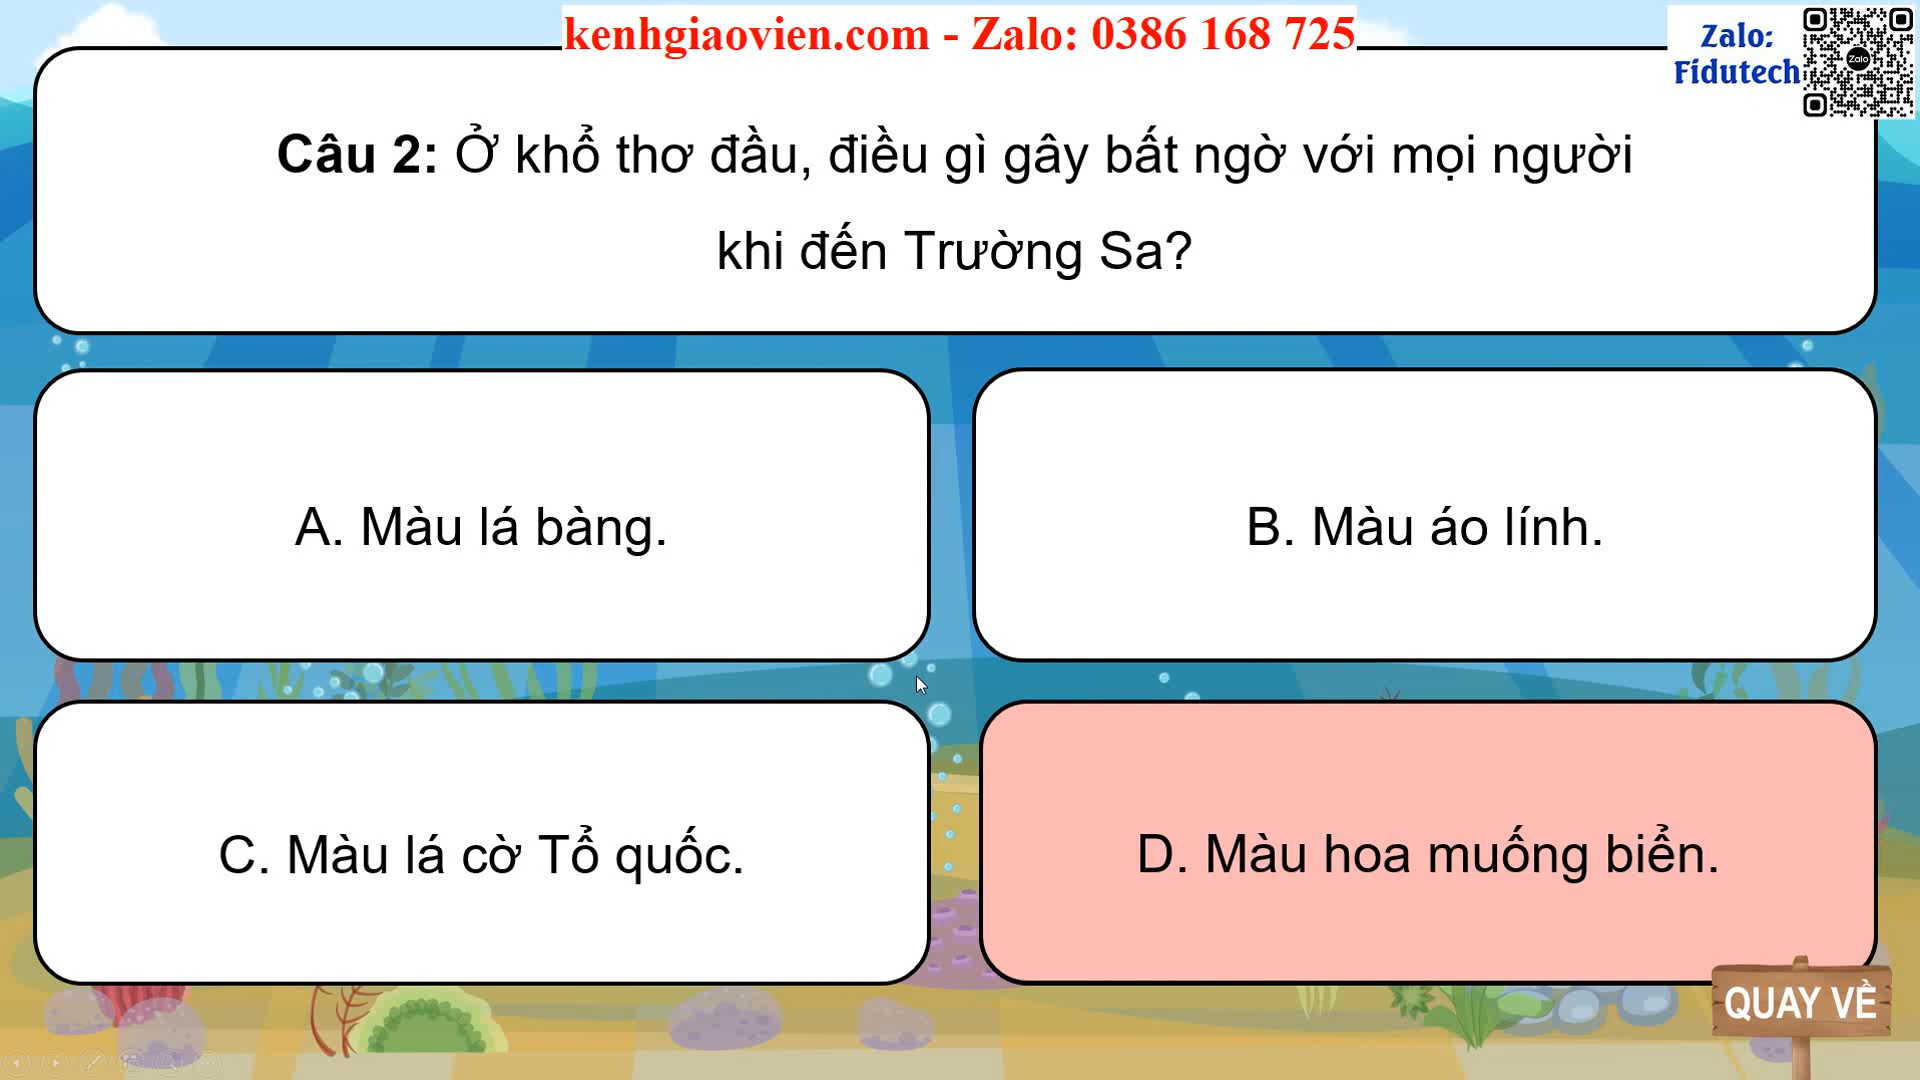 kenhgiaovien.com - Zalo: 0386 168 725
Zalo:
Fidutech
Zalo
Câu 2: Ở khổ thơ đầu, điều gì gây bất ngờ với mọi người
khi đến Trường Sa?
A. Màu lá bàng.
B. Màu áo lính.
C. Màu lá cờ Tổ quốc.
D. Màu hoa muống biển.
QUAY VỀ